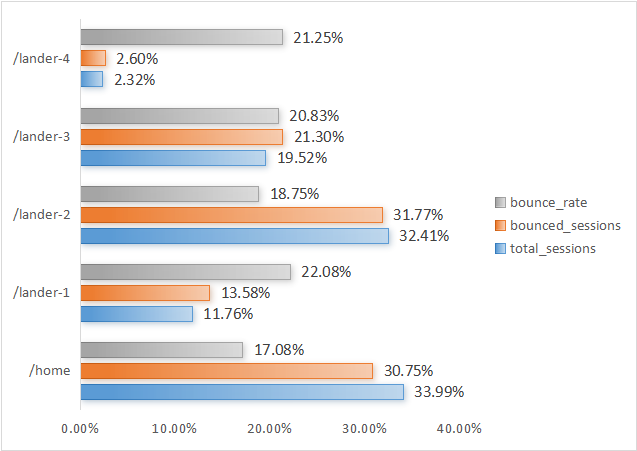 /lander-4
21.25%
2.60%
2.32%
/lander-3
20.83%
21.30%
19.52%
/lander-2
18.75%
31.77%
32.41%
/lander-1
22.08%
13.58%
11.76%
/home
17.08%
30.75%
33.99%
0.00% 10.00% 20.00% 30.00% 40.00%
bounce_rate
bounced_sessions
total_sessions